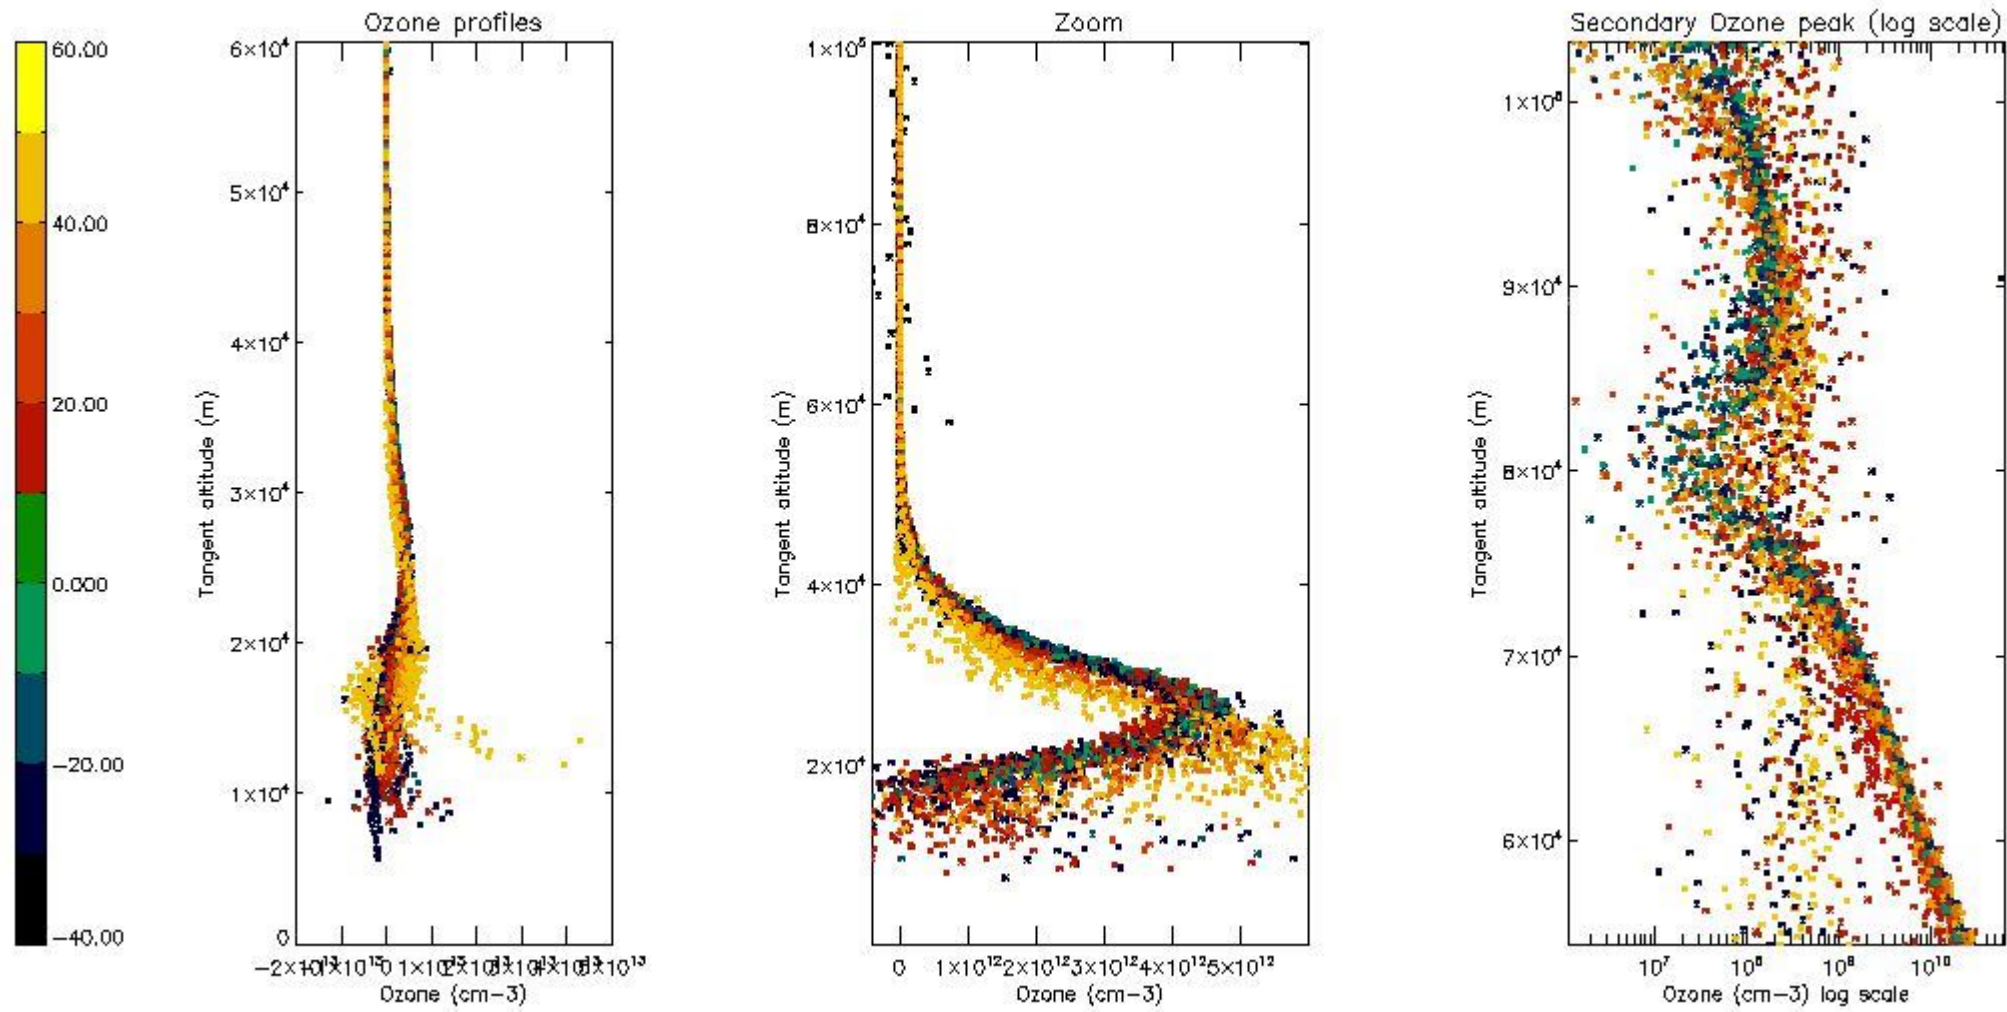 Ozone profiles
Zoom
Secondary Ozone peak (log scale)
60.00
40.00
20.00
0.000
-20.00
-40.00
6×10⁴
5×10⁴
4×10⁴
3×10⁴
2×10⁴
1×10⁴
0
Tangent altitude (m)
Ozone (cm-3)
1×10⁵
8×10⁴
6×10⁴
4×10⁴
2×10⁴
Tangent altitude (m)
0 1×10¹² 2×10¹² 3×10¹² 4×10¹² 5×10¹²
Ozone (cm-3)
1×10⁵
9×10⁴
8×10⁴
7×10⁴
6×10⁴
Tangent altitude (m)
10⁷ 10⁸ 10⁹ 10¹⁰
Ozone (cm-3) log scale